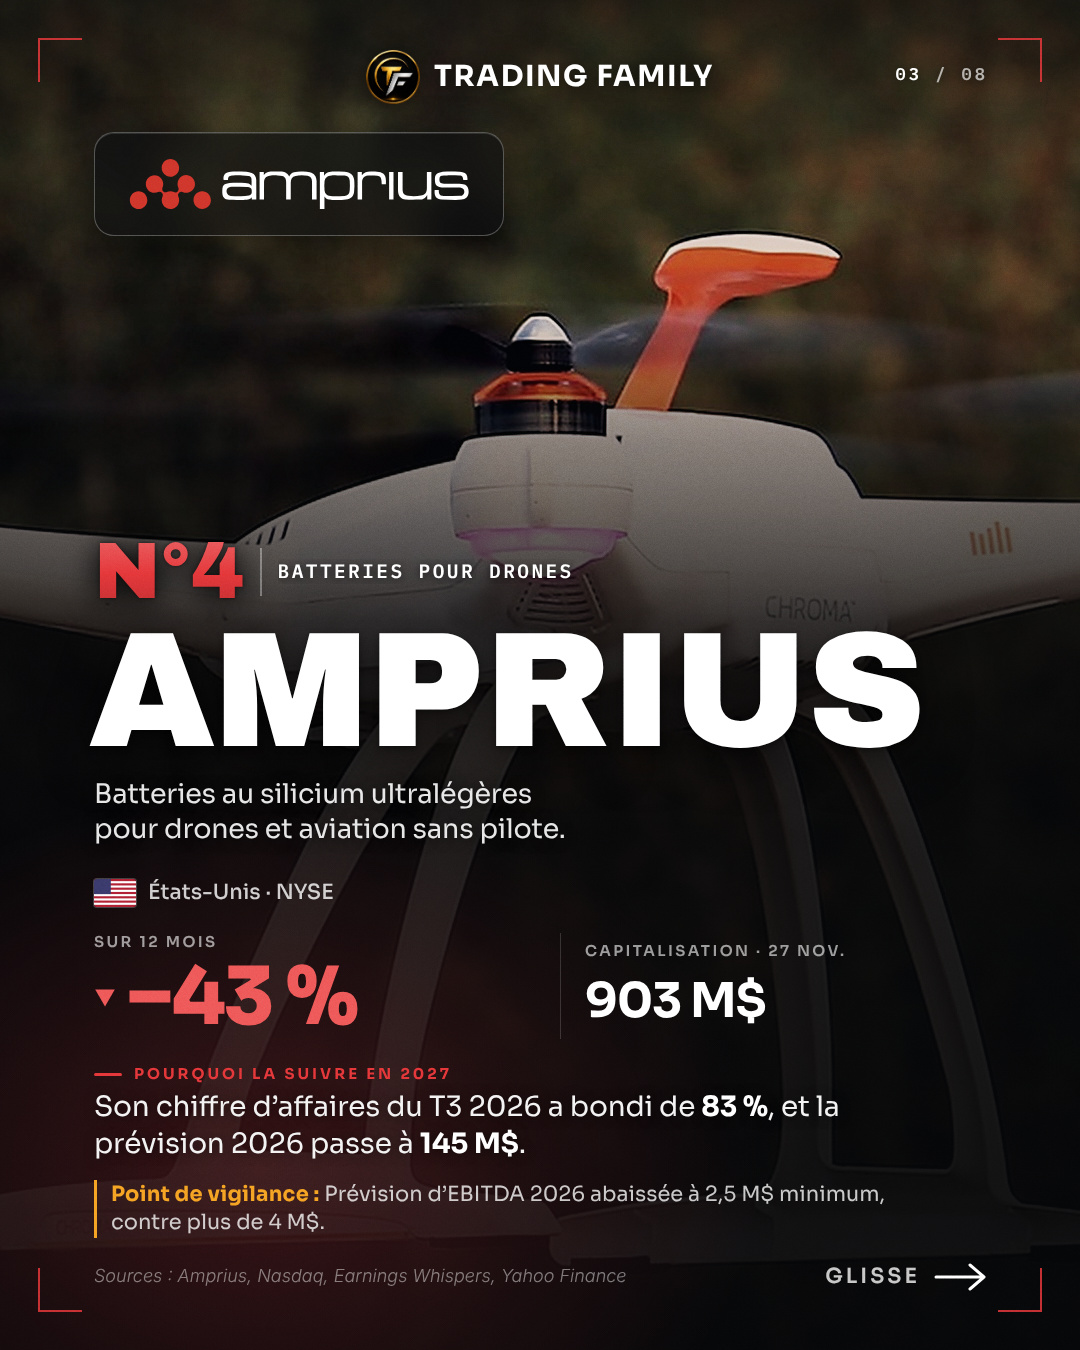 TF TRADING FAMILY
03 / 08
amprius
N°4
BATTERIES POUR DRONES
CHROMA
AMPRIUS
Batteries au silicium ultralégères
pour drones et aviation sans pilote.
États-Unis · NYSE
SUR 12 MOIS
▼ −43 %
CAPITALISATION · 27 NOV.
903 M$
POURQUOI LA SUIVRE EN 2027
Son chiffre d’affaires du T3 2026 a bondi de 83 %, et la
prévision 2026 passe à 145 M$.
Point de vigilance : Prévision d’EBITDA 2026 abaissée à 2,5 M$ minimum,
contre plus de 4 M$.
Sources : Amprius, Nasdaq, Earnings Whispers, Yahoo Finance
GLISSE →